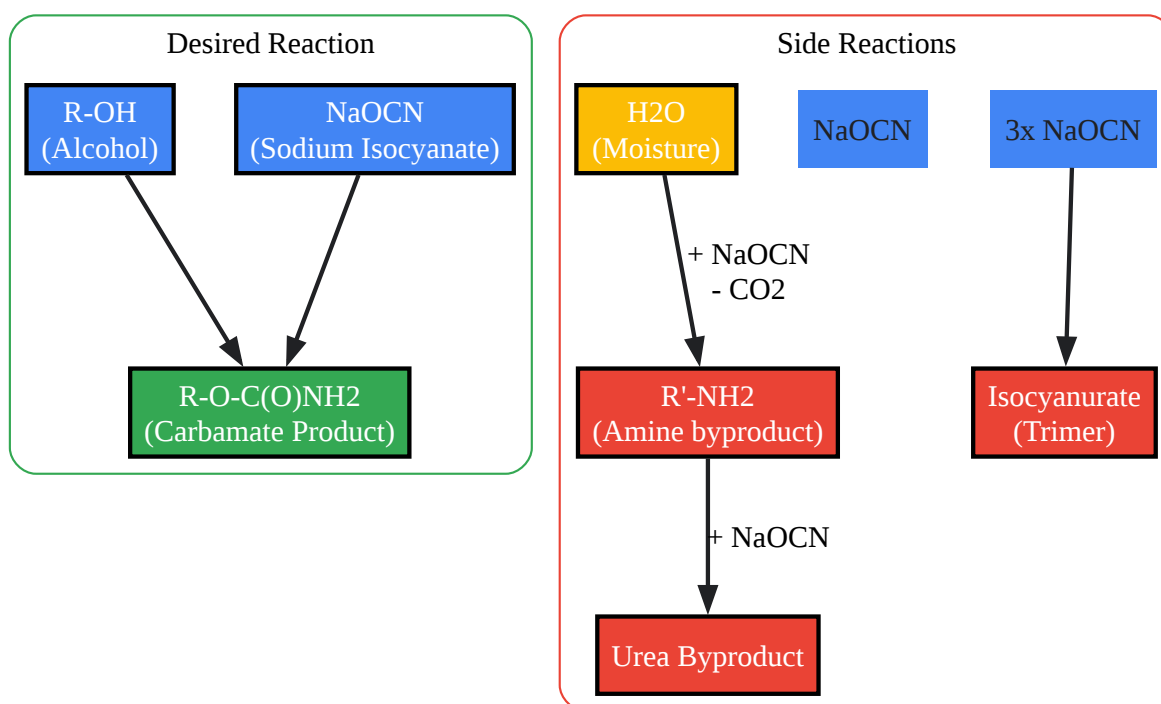 Desired Reaction
R-OH
(Alcohol)
NaOCN
(Sodium Isocyanate)
R-O-C(O)NH2
(Carbamate Product)
Side Reactions
H2O
(Moisture)
NaOCN
3x NaOCN
+ NaOCN
- CO2
R'-NH2
(Amine byproduct)
Isocyanurate
(Trimer)
+ NaOCN
Urea Byproduct